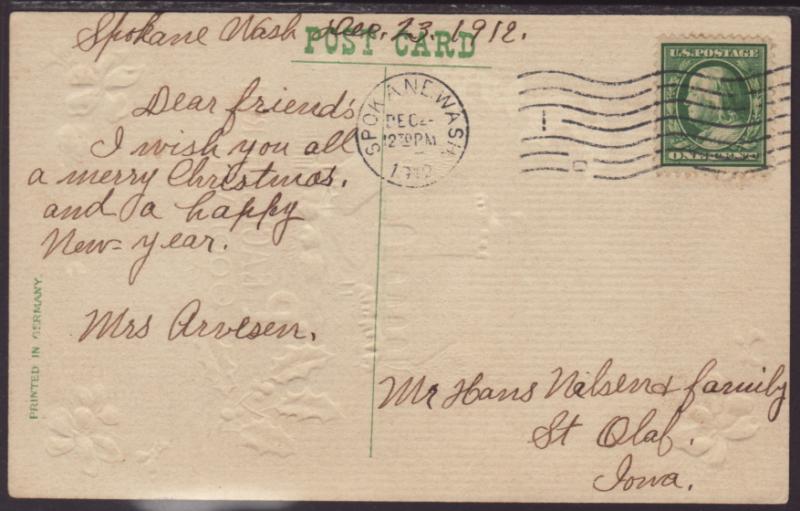 Spokane Wash Dec. 23. 1912.
POST CARD
Dear friends
I wish you all
a merry Christmas.
and a happy
New-year.
Mrs Arvesen.
PRINTED IN GERMANY.
SPOKANE, WASH.
DEC
2 30 PM
1912
U.S. POSTAGE
ONE CENT
Mr Hans Nilsen & family
St Olaf.
Iowa.